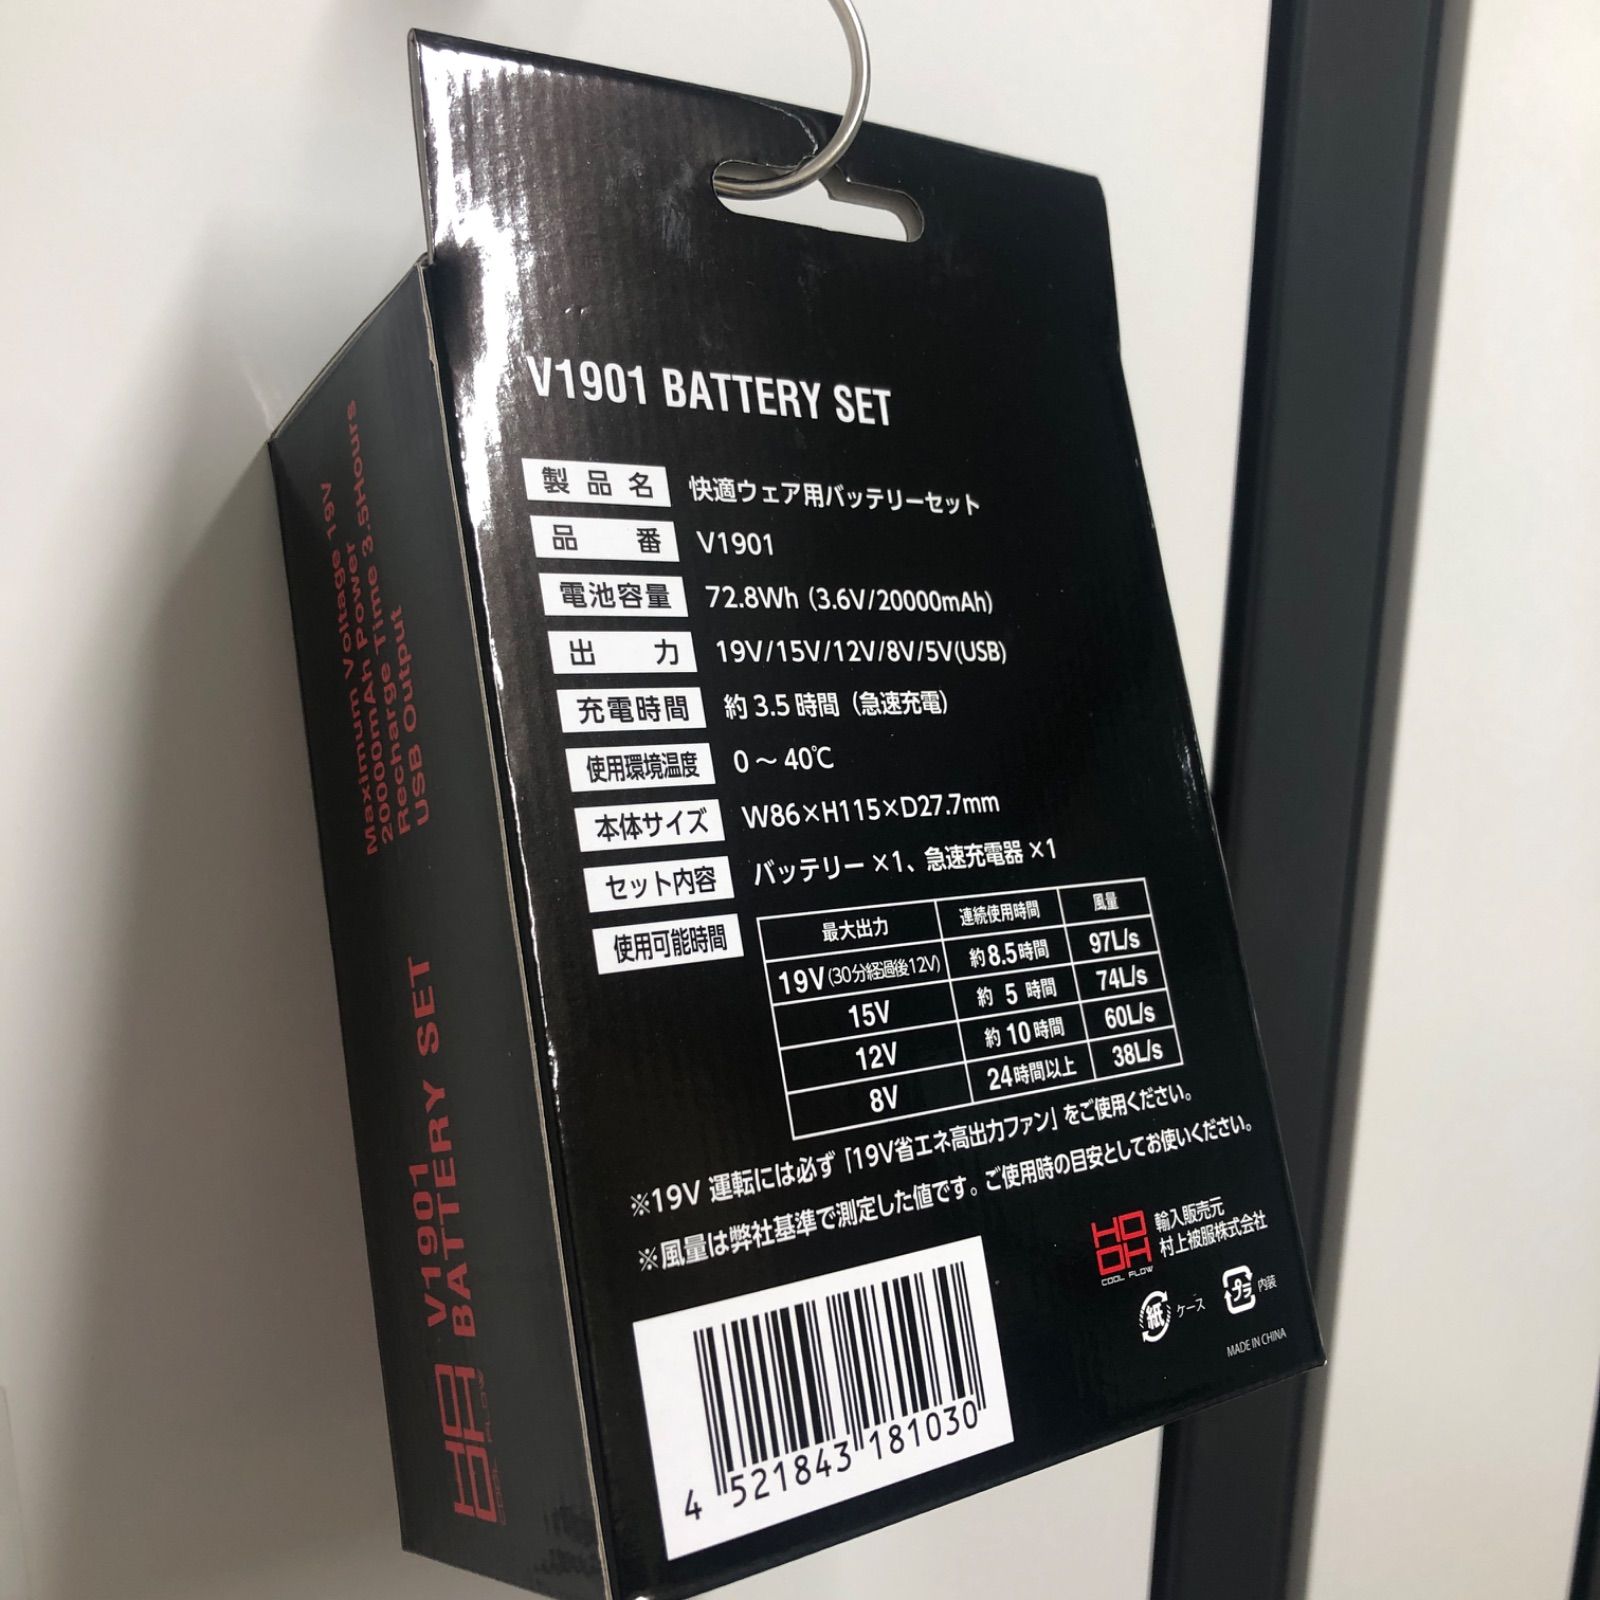 V1901 BATTERY SET
製品名 快適ウェア用バッテリーセット
品番 V1901
電池容量 72.8Wh (3.6V/20000mAh)
出力 19V/15V/12V/8V/5V(USB)
充電時間 約3.5時間（急速充電）
使用環境温度 0～40℃
本体サイズ W86×H115×D27.7mm
セット内容 バッテリー×1、急速充電器×1
使用可能時間
最大出力 連続使用時間 風量
19V(30分経過後12V) 約8.5時間 97L/s
15V 約5時間 74L/s
12V 約10時間 60L/s
8V 24時間以上 38L/s
※19V運転には必ず「19V省エネ高出力ファン」をご使用ください。
※風量は弊社基準で測定した値です。ご使用時の目安としてお使いください。
HOOH
COOL FLOW
輸入販売元
村上被服株式会社
紙 ケース
プラ 内装
MADE IN CHINA
4 521843 181030
Maximum Voltage 19V
20000mAh Power
Recharge Time 3.5Hours
USB Output
HOOH
COOL FLOW
V1901
BATTERY SET